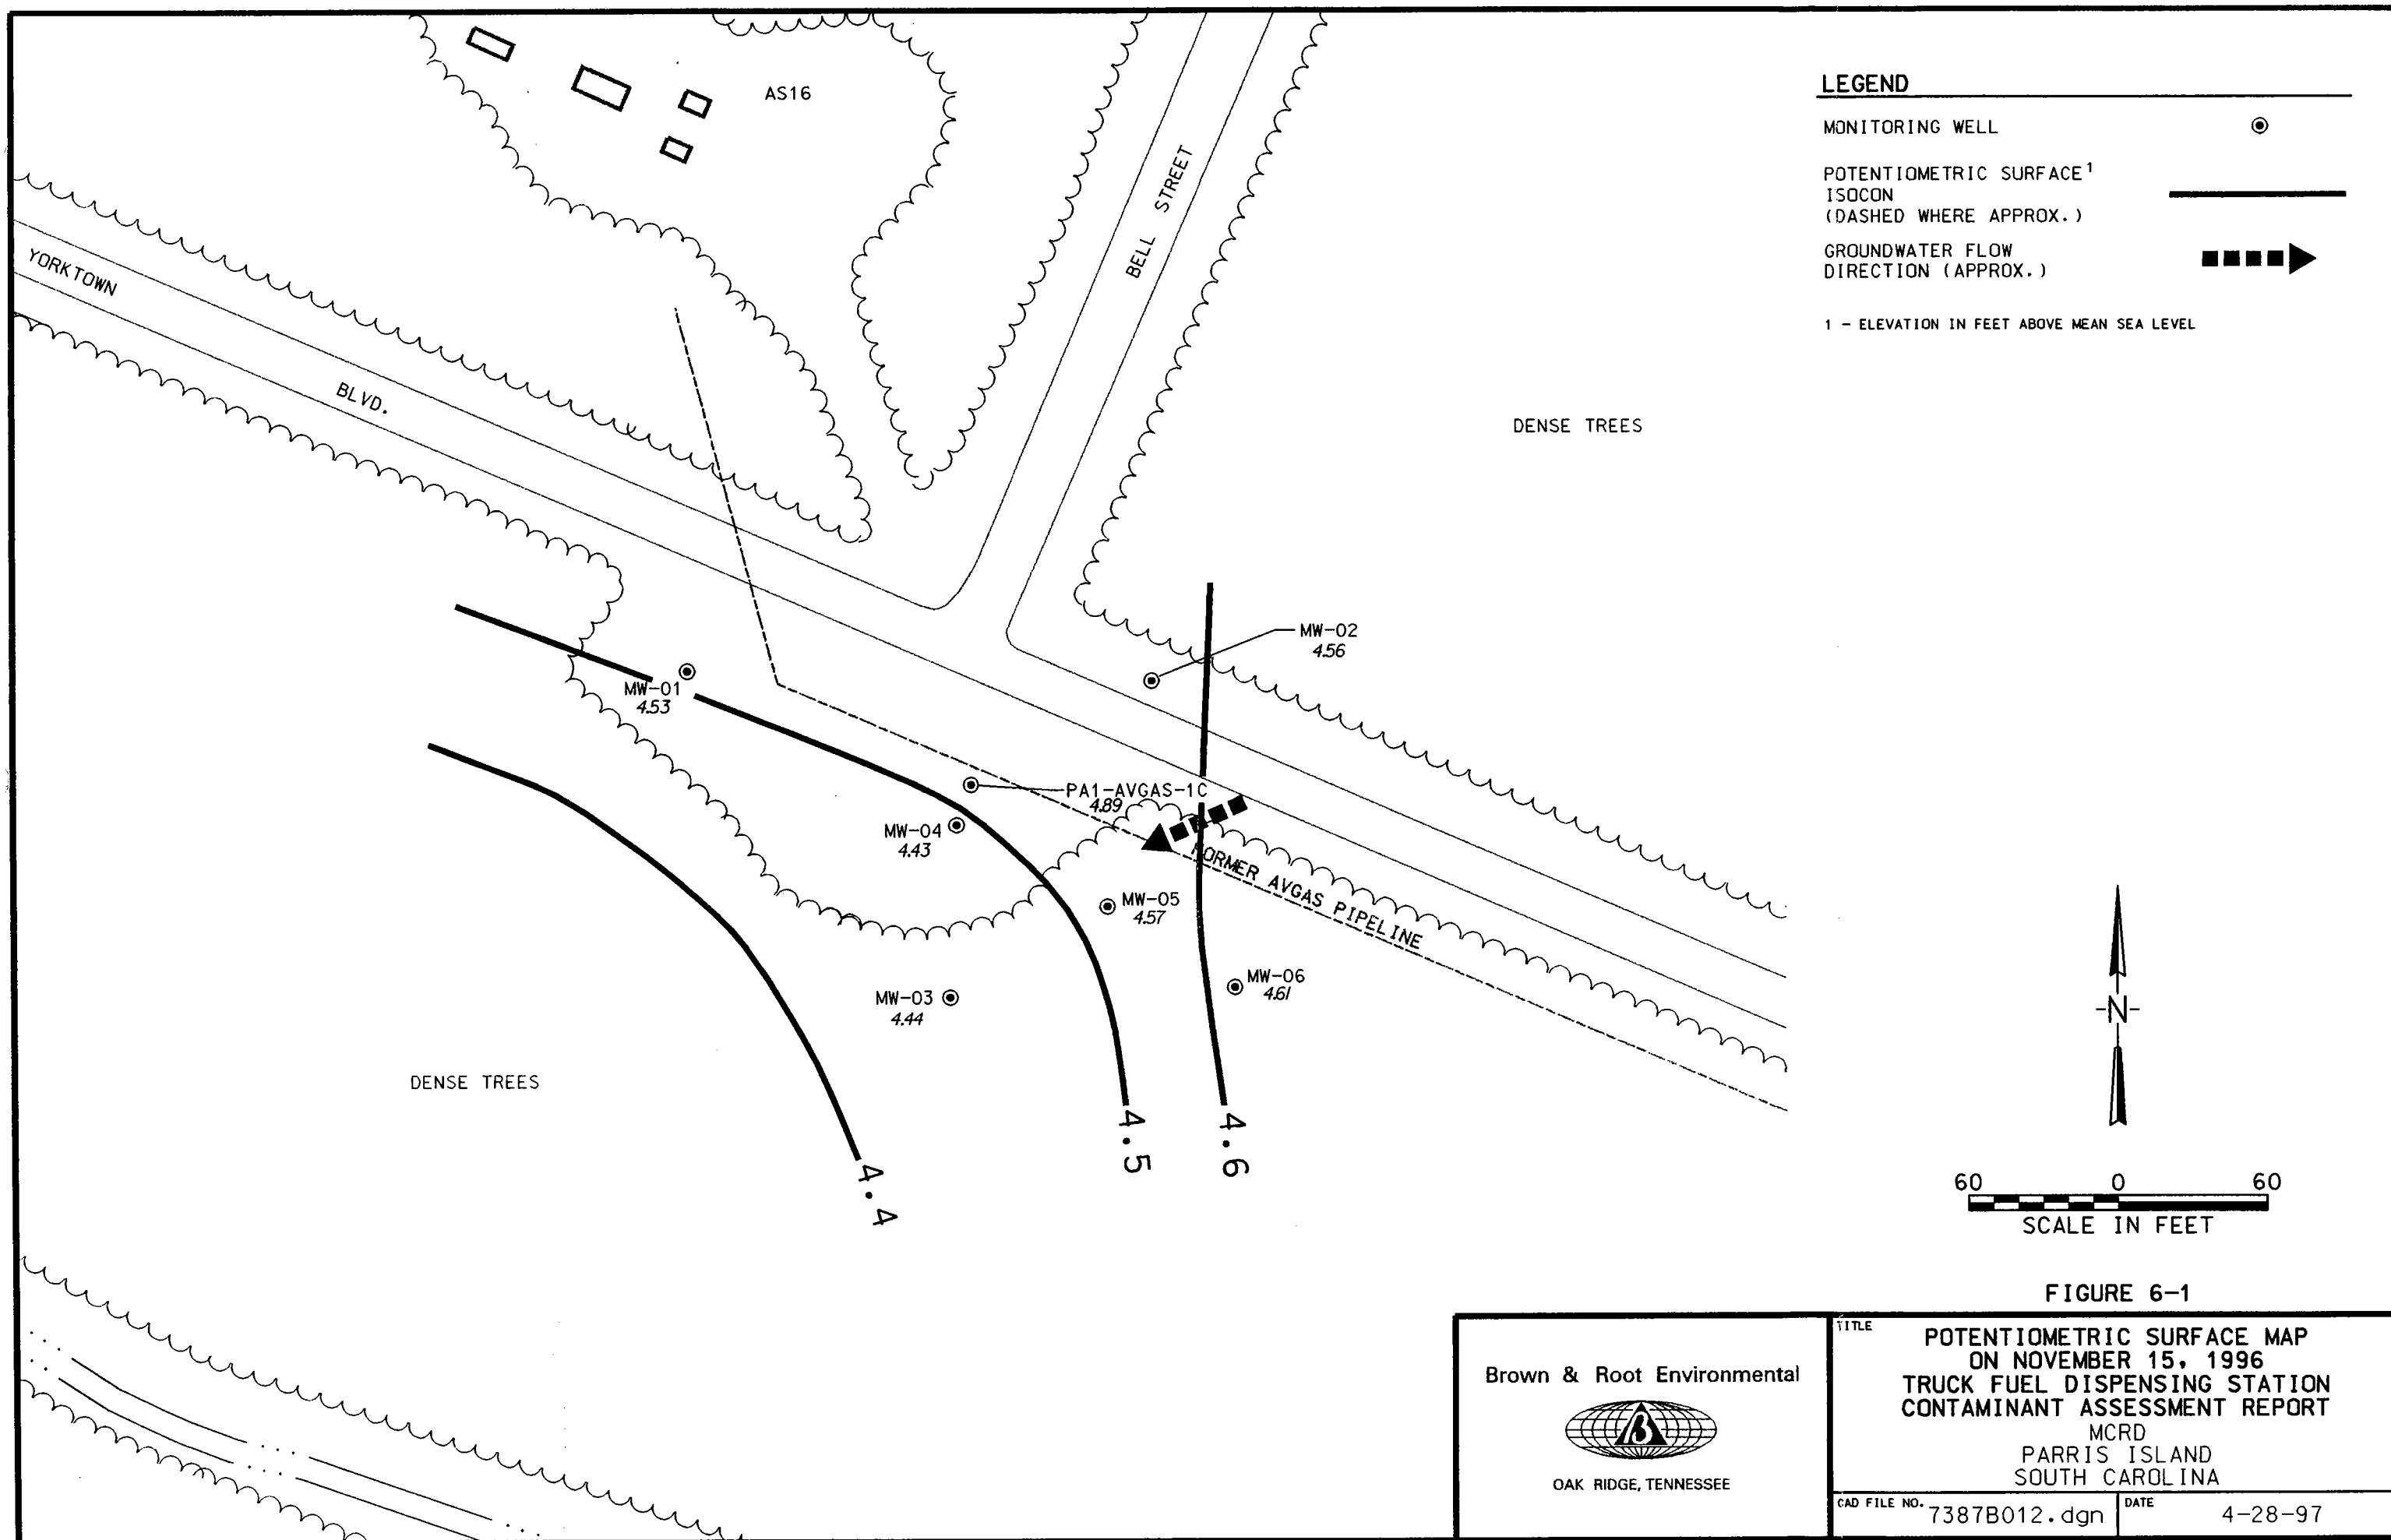 AS16
YORKTOWN
BLVD.
BELL STREET
LEGEND
MONITORING WELL
POTENTIOMETRIC SURFACE¹
ISOCON
(DASHED WHERE APPROX.)
GROUNDWATER FLOW
DIRECTION (APPROX.)
1 - ELEVATION IN FEET ABOVE MEAN SEA LEVEL
DENSE TREES
MW-02
4.56
MW-01
4.53
PA1-AVGAS-1C
4.89
MW-04
4.43
FORMER AVGAS PIPELINE
MW-05
4.57
MW-06
4.61
MW-03
4.44
DENSE TREES
4.4
4.5
4.6
-N-
60 0 60
SCALE IN FEET
FIGURE 6-1
Brown & Root Environmental
B
OAK RIDGE, TENNESSEE
TITLE
POTENTIOMETRIC SURFACE MAP
ON NOVEMBER 15, 1996
TRUCK FUEL DISPENSING STATION
CONTAMINANT ASSESSMENT REPORT
MCRD
PARRIS ISLAND
SOUTH CAROLINA
CAD FILE NO. 7387B012.dgn
DATE 4-28-97